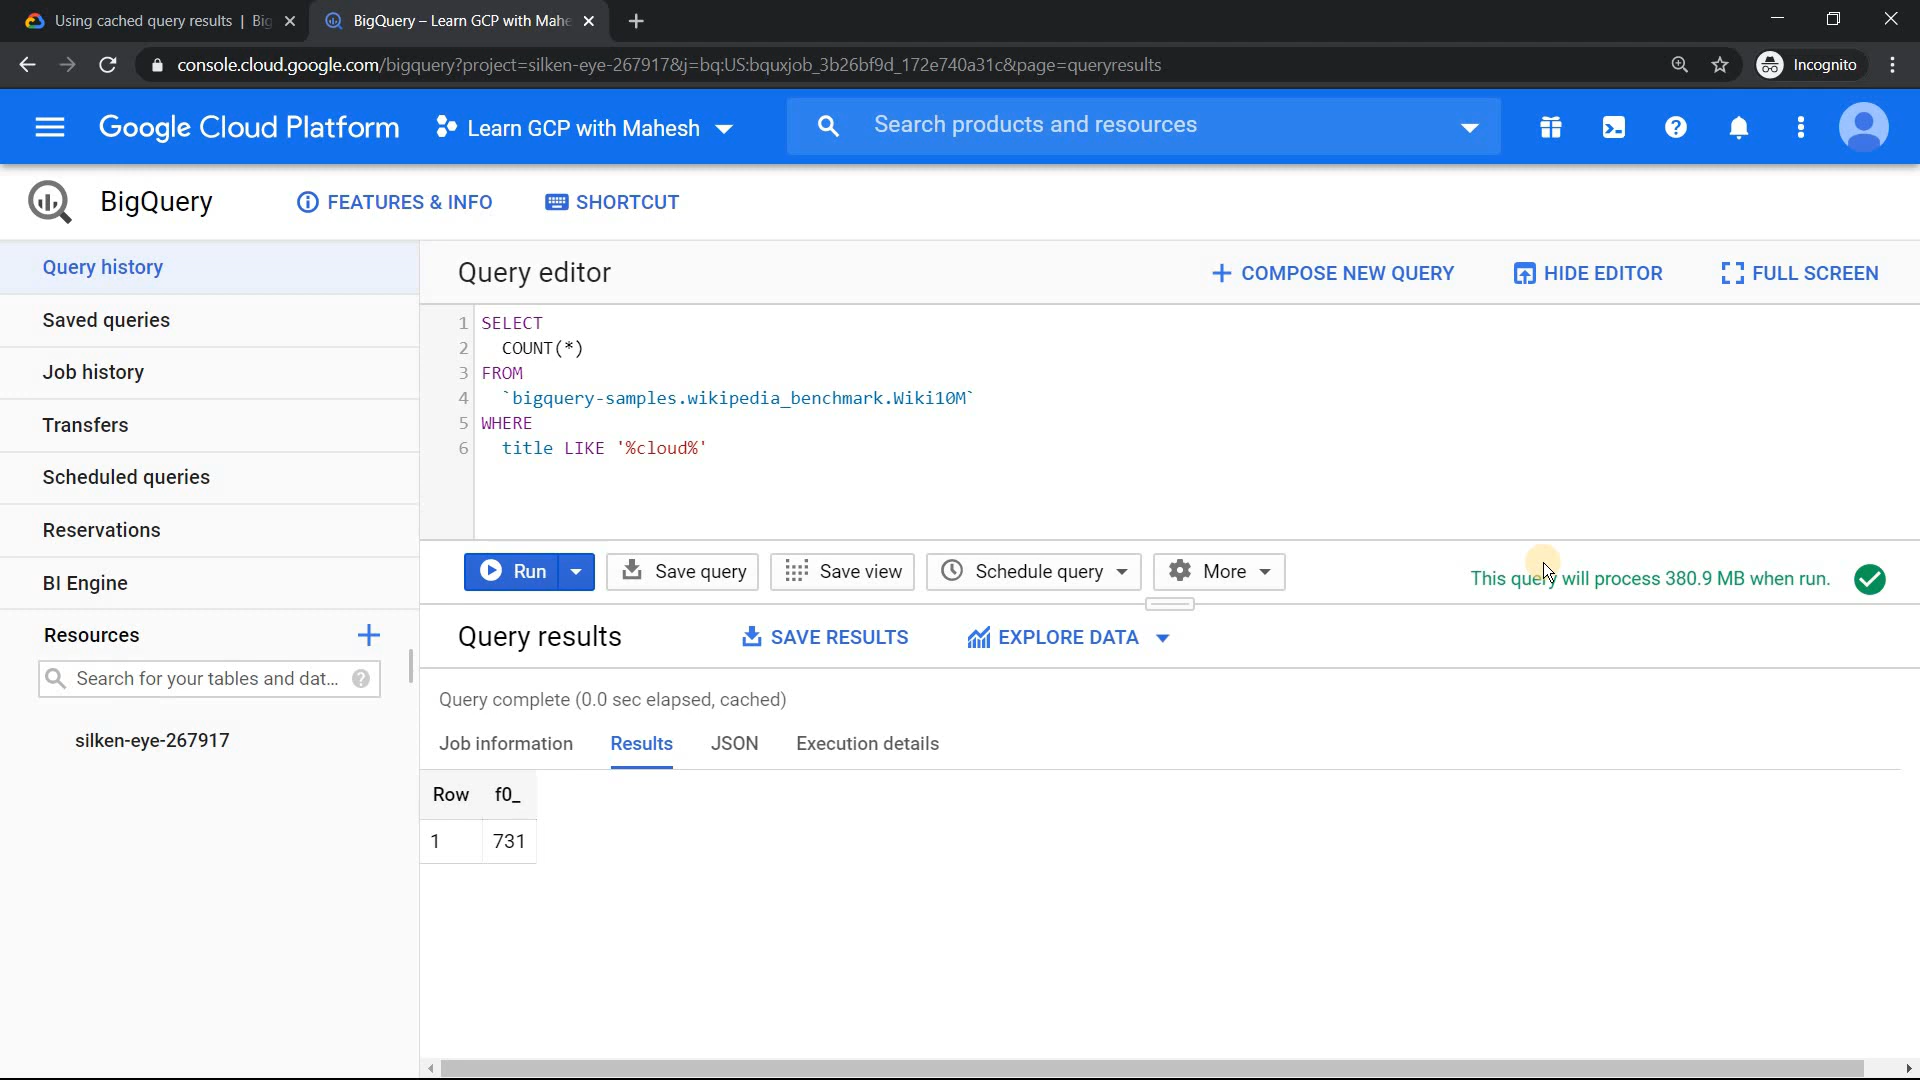 Using cached query results | Big
BigQuery – Learn GCP with Mahe
console.cloud.google.com/bigquery?project=silken-eye-267917&j=bq:US:bquxjob_3b26bf9d_172e740a31c&page=queryresults
Incognito
Google Cloud Platform
Learn GCP with Mahesh
Search products and resources
BigQuery
FEATURES & INFO
SHORTCUT
Query history
Saved queries
Job history
Transfers
Scheduled queries
Reservations
BI Engine
Resources
Search for your tables and dat...
silken-eye-267917
Query editor
COMPOSE NEW QUERY
HIDE EDITOR
FULL SCREEN
1 SELECT
2 COUNT(*)
3 FROM
4 `bigquery-samples.wikipedia_benchmark.Wiki10M`
5 WHERE
6 title LIKE '%cloud%'
Run
Save query
Save view
Schedule query
More
This query will process 380.9 MB when run.
Query results
SAVE RESULTS
EXPLORE DATA
Query complete (0.0 sec elapsed, cached)
Job information
Results
JSON
Execution details
Row f0_
1 731